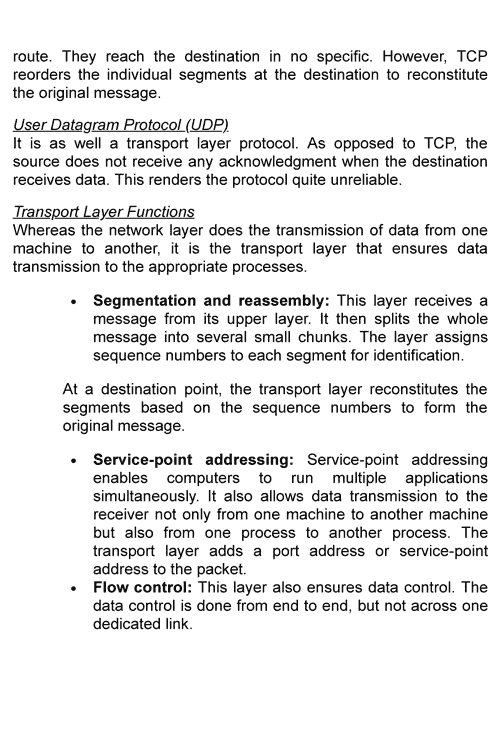 route. They reach the destination in no specific. However, TCP
reorders the individual segments at the destination to reconstitute
the original message.
User Datagram Protocol (UDP)
It is as well a transport layer protocol. As opposed to TCP, the
source does not receive any acknowledgment when the destination
receives data. This renders the protocol quite unreliable.
Transport Layer Functions
Whereas the network layer does the transmission of data from one
machine to another, it is the transport layer that ensures data
transmission to the appropriate processes.
• Segmentation and reassembly: This layer receives a
message from its upper layer. It then splits the whole
message into several small chunks. The layer assigns
sequence numbers to each segment for identification.
At a destination point, the transport layer reconstitutes the
segments based on the sequence numbers to form the
original message.
• Service-point addressing: Service-point addressing
enables computers to run multiple applications
simultaneously. It also allows data transmission to the
receiver not only from one machine to another machine
but also from one process to another process. The
transport layer adds a port address or service-point
address to the packet.
• Flow control: This layer also ensures data control. The
data control is done from end to end, but not across one
dedicated link.